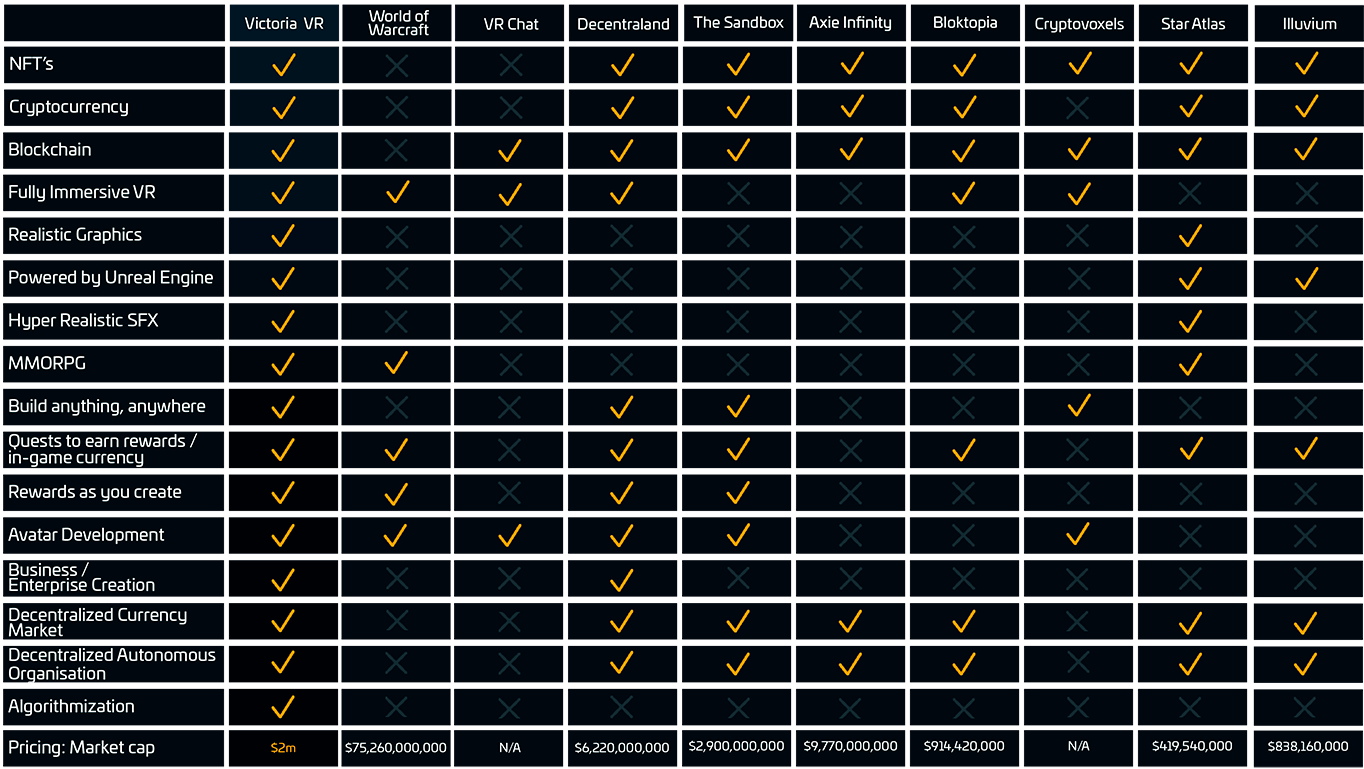 Victoria VR
World of
Warcraft
VR Chat
Decentraland
The Sandbox
Axie Infinity
Bloktopia
Cryptovoxels
Star Atlas
Illuvium
NFT's
Cryptocurrency
Blockchain
Fully Immersive VR
Realistic Graphics
Powered by Unreal Engine
Hyper Realistic SFX
MMORPG
Build anything, anywhere
Quests to earn rewards /
in-game currency
Rewards as you create
Avatar Development
Business /
Enterprise Creation
Decentralized Currency
Market
Decentralized Autonomous
Organisation
Algorithmization
Pricing: Market cap
$2m
$75,260,000,000
N/A
$6,220,000,000
$2,900,000,000
$9,770,000,000
$914,420,000
N/A
$419,540,000
$838,160,000